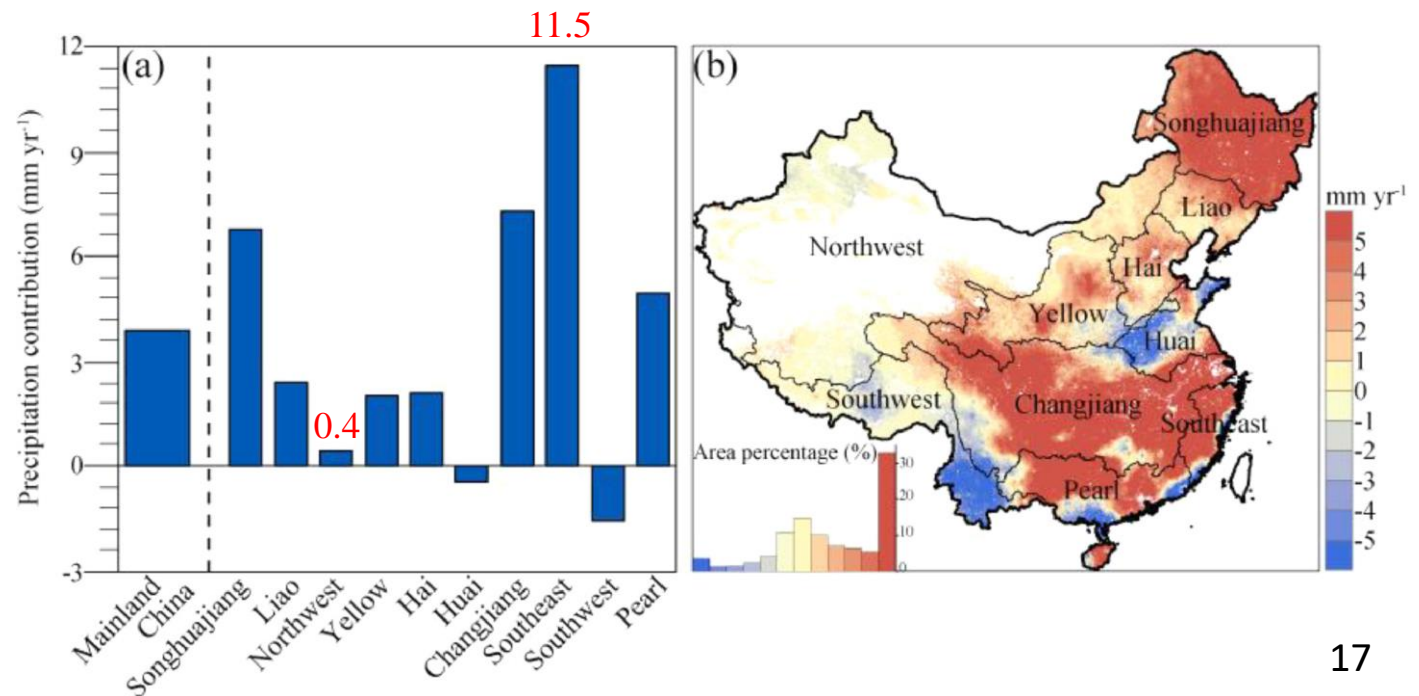 11.5
12
(a)
9
6
3
0.4
0
-3
Precipitation contribution (mm yr⁻¹)
Mainland
China
Songhuajiang
Liao
Northwest
Yellow
Hai
Huai
Changjiang
Southeast
Southwest
Pearl
(b)
Songhuajiang
Liao
Northwest
Hai
Yellow
Huai
Southwest
Changjiang
Southeast
Pearl
Area percentage (%)
30
20
10
0
mm yr⁻¹
5
4
3
2
1
0
-1
-2
-3
-4
-5
17